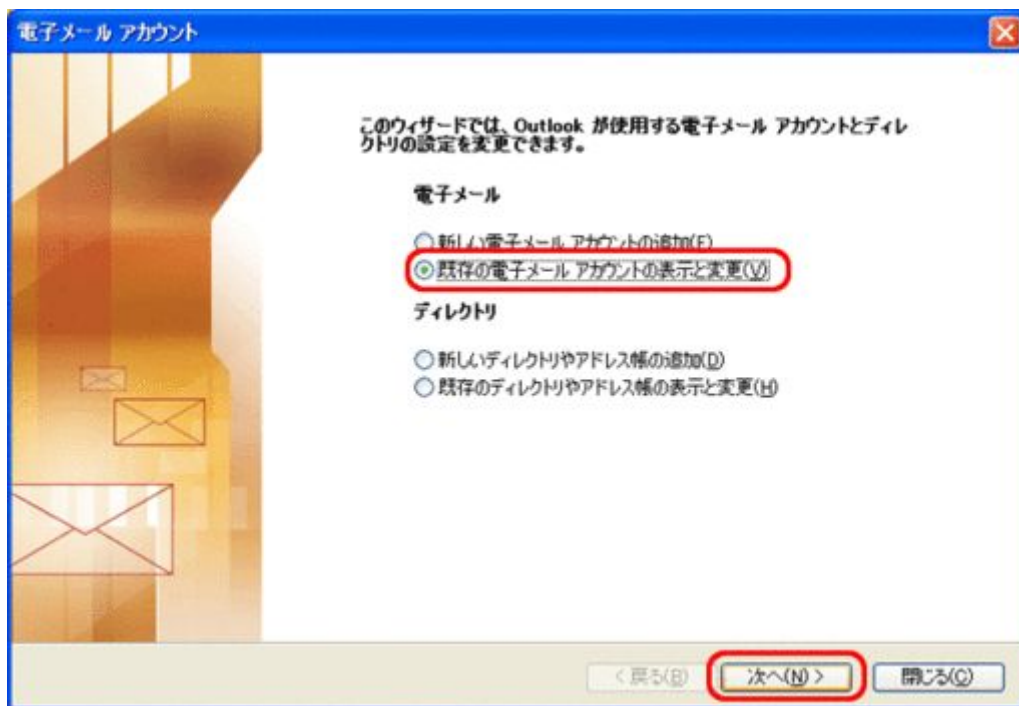 電子メール アカウント
このウィザードでは、Outlook が使用する電子メール アカウントとディレ
クトリの設定を変更できます。
電子メール
新しい電子メール アカウントの追加(E)
既存の電子メール アカウントの表示と変更(V)
ディレクトリ
新しいディレクトリやアドレス帳の追加(D)
既存のディレクトリやアドレス帳の表示と変更(H)
< 戻る(B) 次へ(N) > 閉じる(C)